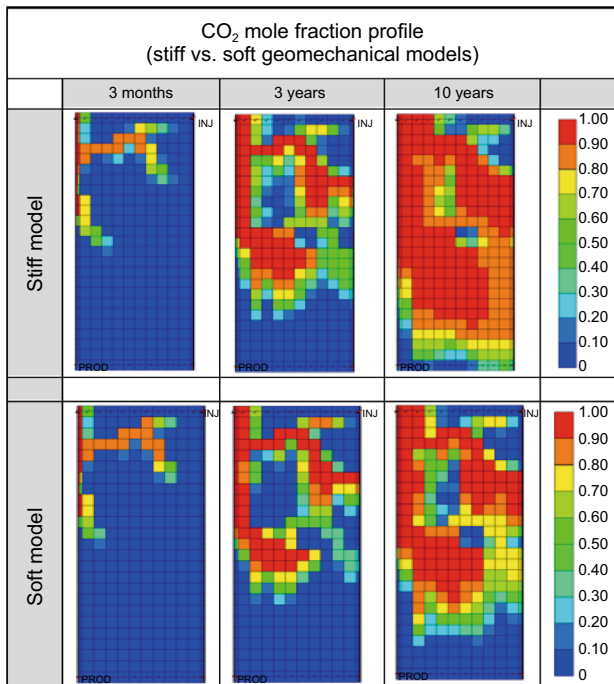 CO₂ mole fraction profile
(stiff vs. soft geomechanical models)
3 months
3 years
10 years
Stiff model
INJ
PROD
INJ
INJ
PROD
1.00
0.90
0.80
0.70
0.60
0.50
0.40
0.30
0.20
0.10
0
Soft model
INJ
PROD
INJ
INJ
PROD
1.00
0.90
0.80
0.70
0.60
0.50
0.40
0.30
0.20
0.10
0